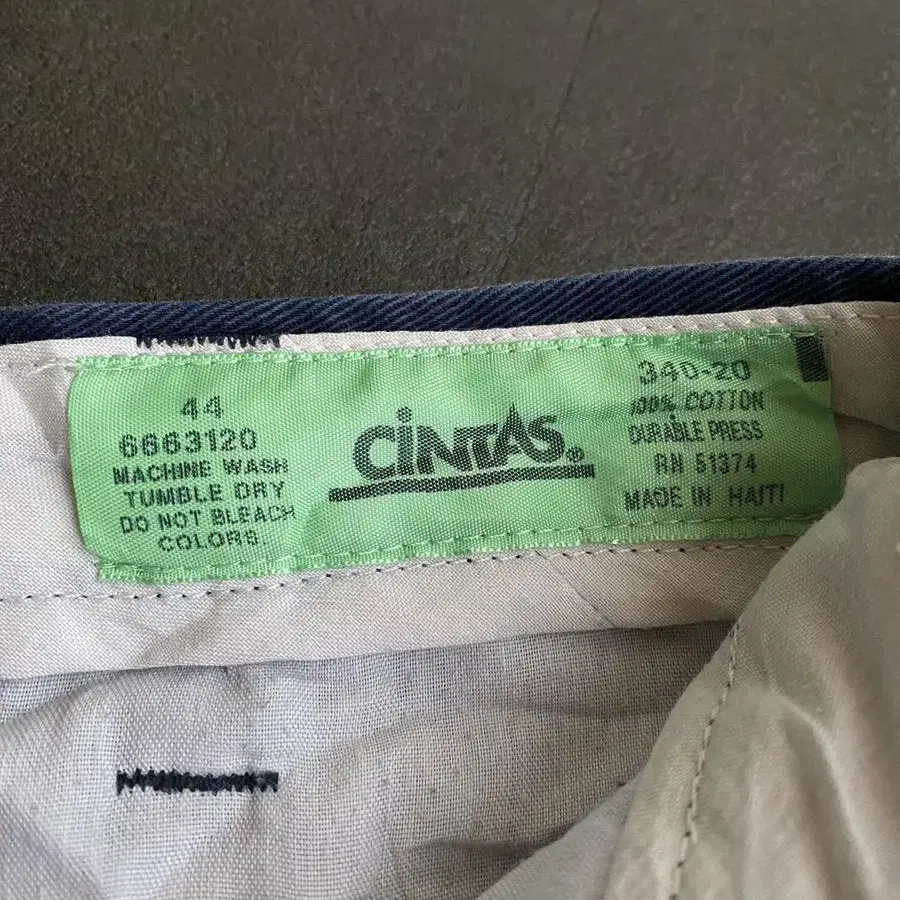 44
6663120
MACHINE WASH
TUMBLE DRY
DO NOT BLEACH
COLORS
CiNTAS®
340-20
100% COTTON
DURABLE PRESS
RN 51374
MADE IN HAITI